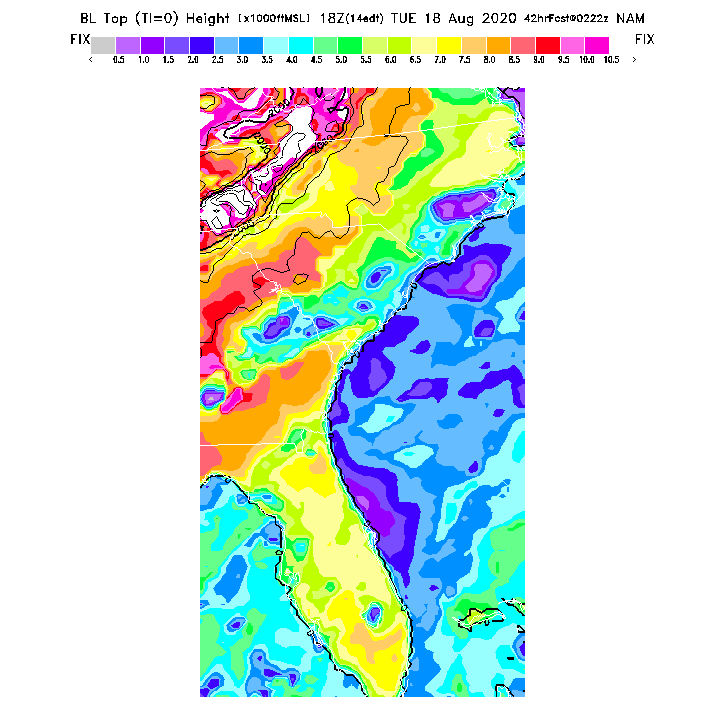 BL Top (TI=0) Height [x1000ftMSL] 18Z(14edt) TUE 18 Aug 2020 42hrFcst@0222z NAM
FIX FIX
< 0.5 1.0 1.5 2.0 2.5 3.0 3.5 4.0 4.5 5.0 5.5 6.0 6.5 7.0 7.5 8.0 8.5 9.0 9.5 10.0 10.5 >
2000